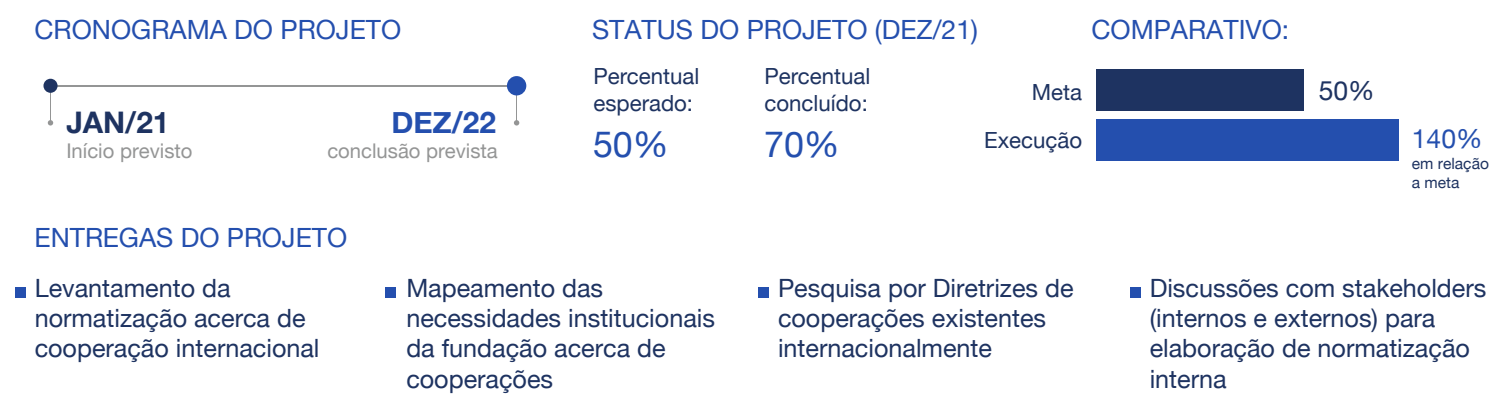 CRONOGRAMA DO PROJETO
JAN/21
Início previsto
DEZ/22
conclusão prevista
STATUS DO PROJETO (DEZ/21)
Percentual
esperado:
50%
Percentual
concluído:
70%
COMPARATIVO:
Meta
50%
Execução
140%
em relação
a meta
ENTREGAS DO PROJETO
Levantamento da
normatização acerca de
cooperação internacional
Mapeamento das
necessidades institucionais
da fundação acerca de
cooperações
Pesquisa por Diretrizes de
cooperações existentes
internacionalmente
Discussões com stakeholders
(internos e externos) para
elaboração de normatização
interna